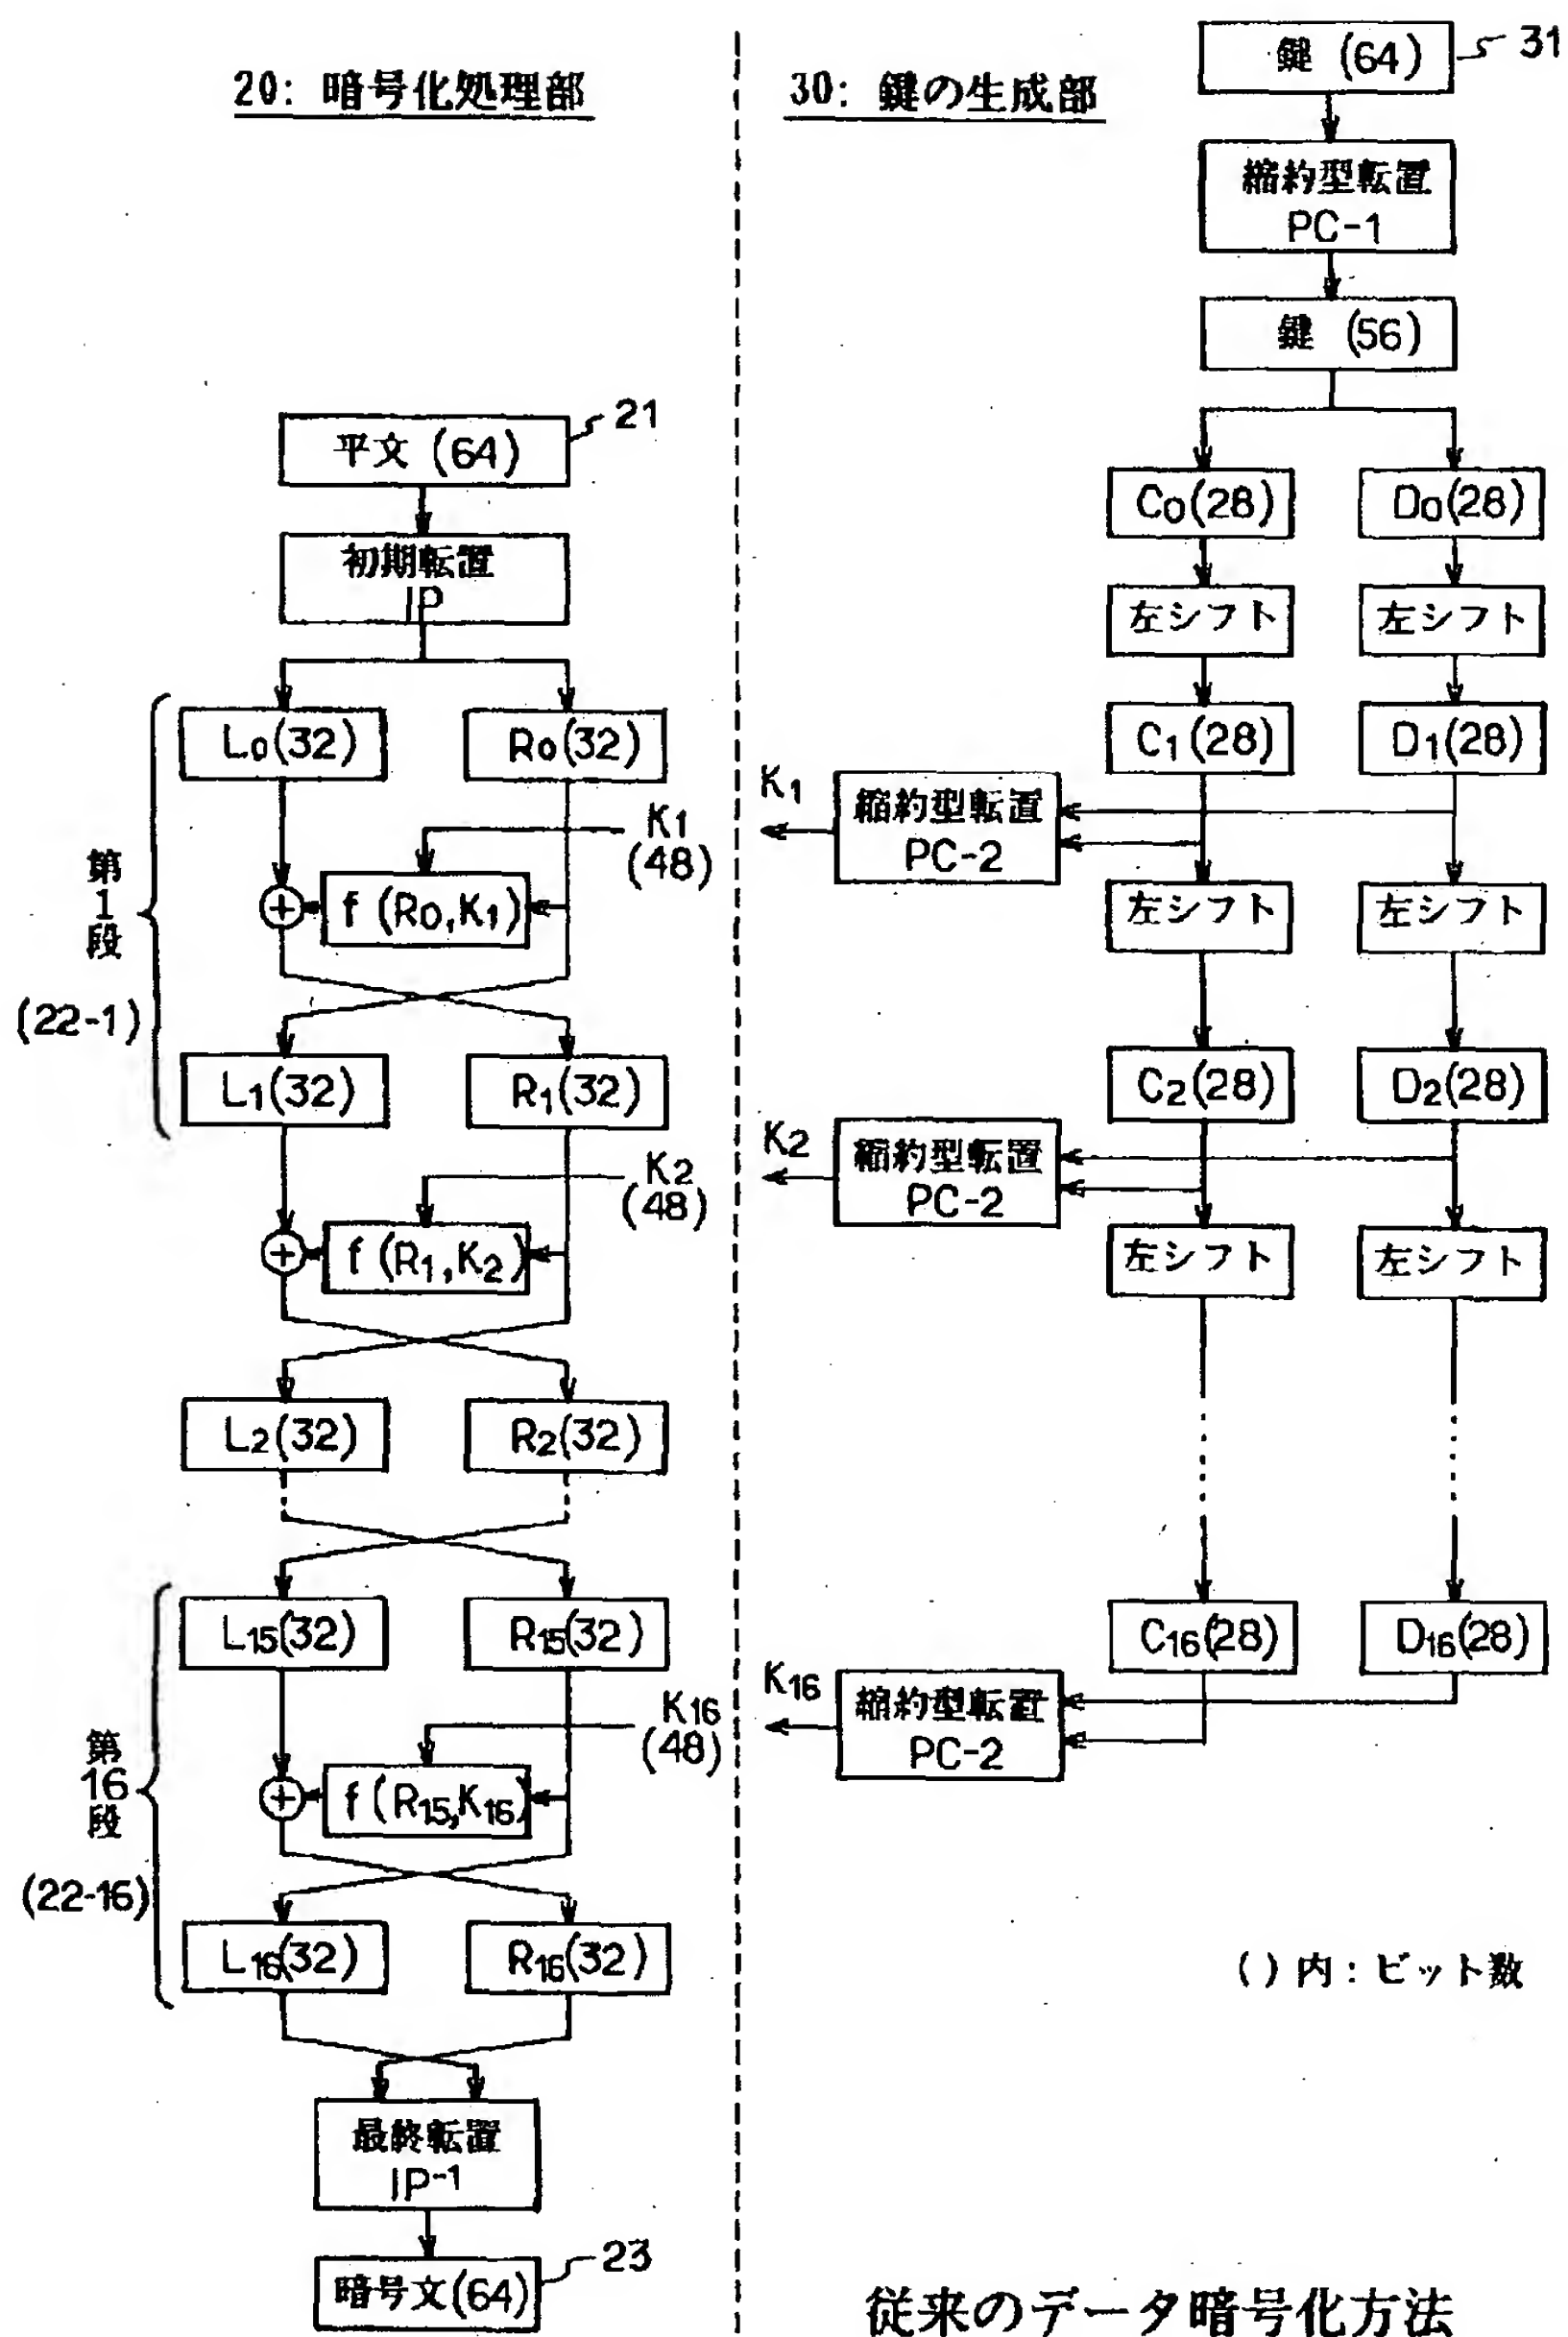 20: 暗号化処理部
平文 (64)
21
初期転置
IP
L0(32)
R0(32)
K1
(48)
f (R0,K1)
+
第
1
段
(22-1)
L1(32)
R1(32)
K2
(48)
f (R1,K2)
+
L2(32)
R2(32)
L15(32)
R15(32)
K16
(48)
f (R15,K16)
+
第
16
段
(22-16)
L16(32)
R16(32)
最終転置
IP-1
暗号文(64)
23
30: 鍵の生成部
鍵 (64)
31
縮約型転置
PC-1
鍵 (56)
C0(28)
D0(28)
左シフト
左シフト
C1(28)
D1(28)
K1
縮約型転置
PC-2
左シフト
左シフト
C2(28)
D2(28)
K2
縮約型転置
PC-2
左シフト
左シフト
C16(28)
D16(28)
K16
縮約型転置
PC-2
()内:ビット数
従来のデータ暗号化方法